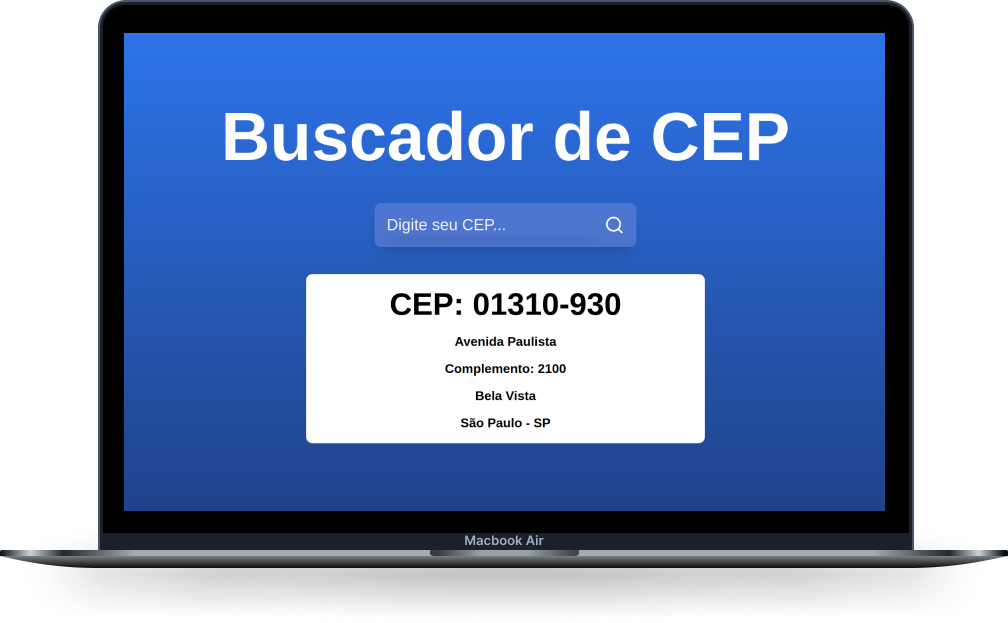 Buscador de CEP
Digite seu CEP...
CEP: 01310-930
Avenida Paulista
Complemento: 2100
Bela Vista
São Paulo - SP
Macbook Air